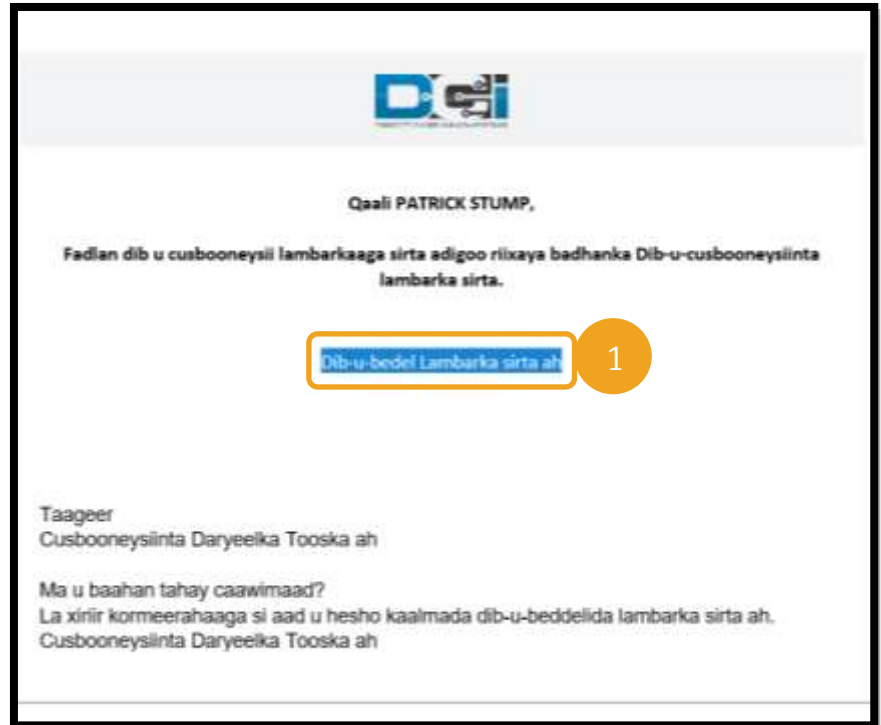 DCi
Qaali PATRICK STUMP,
Fadlan dib u cusbooneysii lambarkaaga sirta adigoo riixaya badhanka Dib-u-cusbooneysiinta
lambarka sirta.
Dib-u-bedel Lambarka sirta ah
1
Taageer
Cusbooneysiinta Daryeelka Tooska ah
Ma u baahan tahay caawimaad?
La xiriir kormeerahaaga si aad u hesho kaalmada dib-u-beddelida lambarka sirta ah.
Cusbooneysiinta Daryeelka Tooska ah